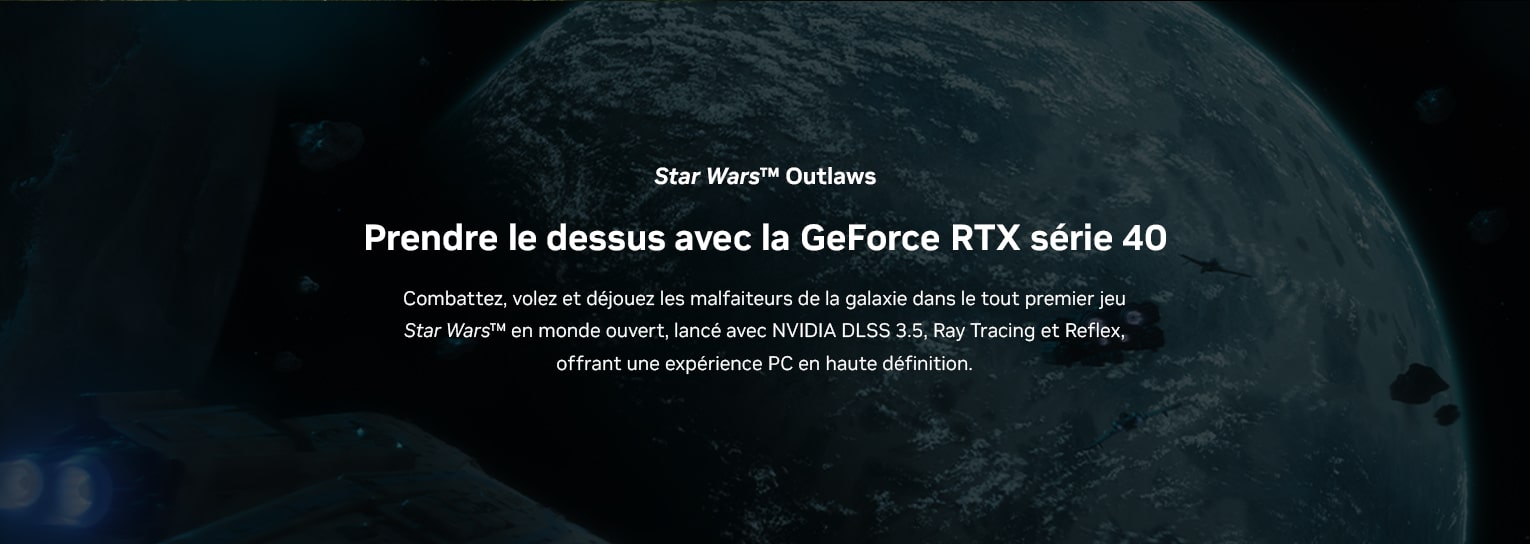 Star Wars™ Outlaws
Prendre le dessus avec la GeForce RTX série 40
Combattez, volez et déjouez les malfaiteurs de la galaxie dans le tout premier jeu
Star Wars™ en monde ouvert, lancé avec NVIDIA DLSS 3.5, Ray Tracing et Reflex,
offrant une expérience PC en haute définition.